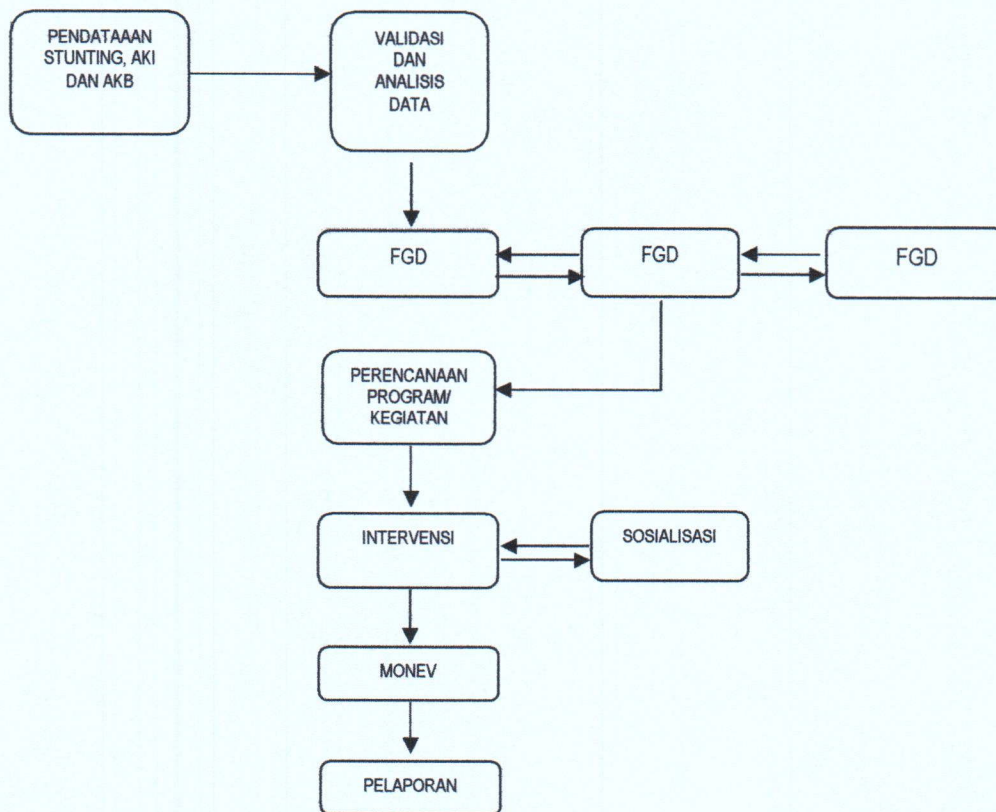 PENDATAAAN
STUNTING, AKI
DAN AKB
VALIDASI
DAN
ANALISIS
DATA
FGD
FGD
FGD
PERENCANAAN
PROGRAM/
KEGIATAN
INTERVENSI
SOSIALISASI
MONEV
PELAPORAN